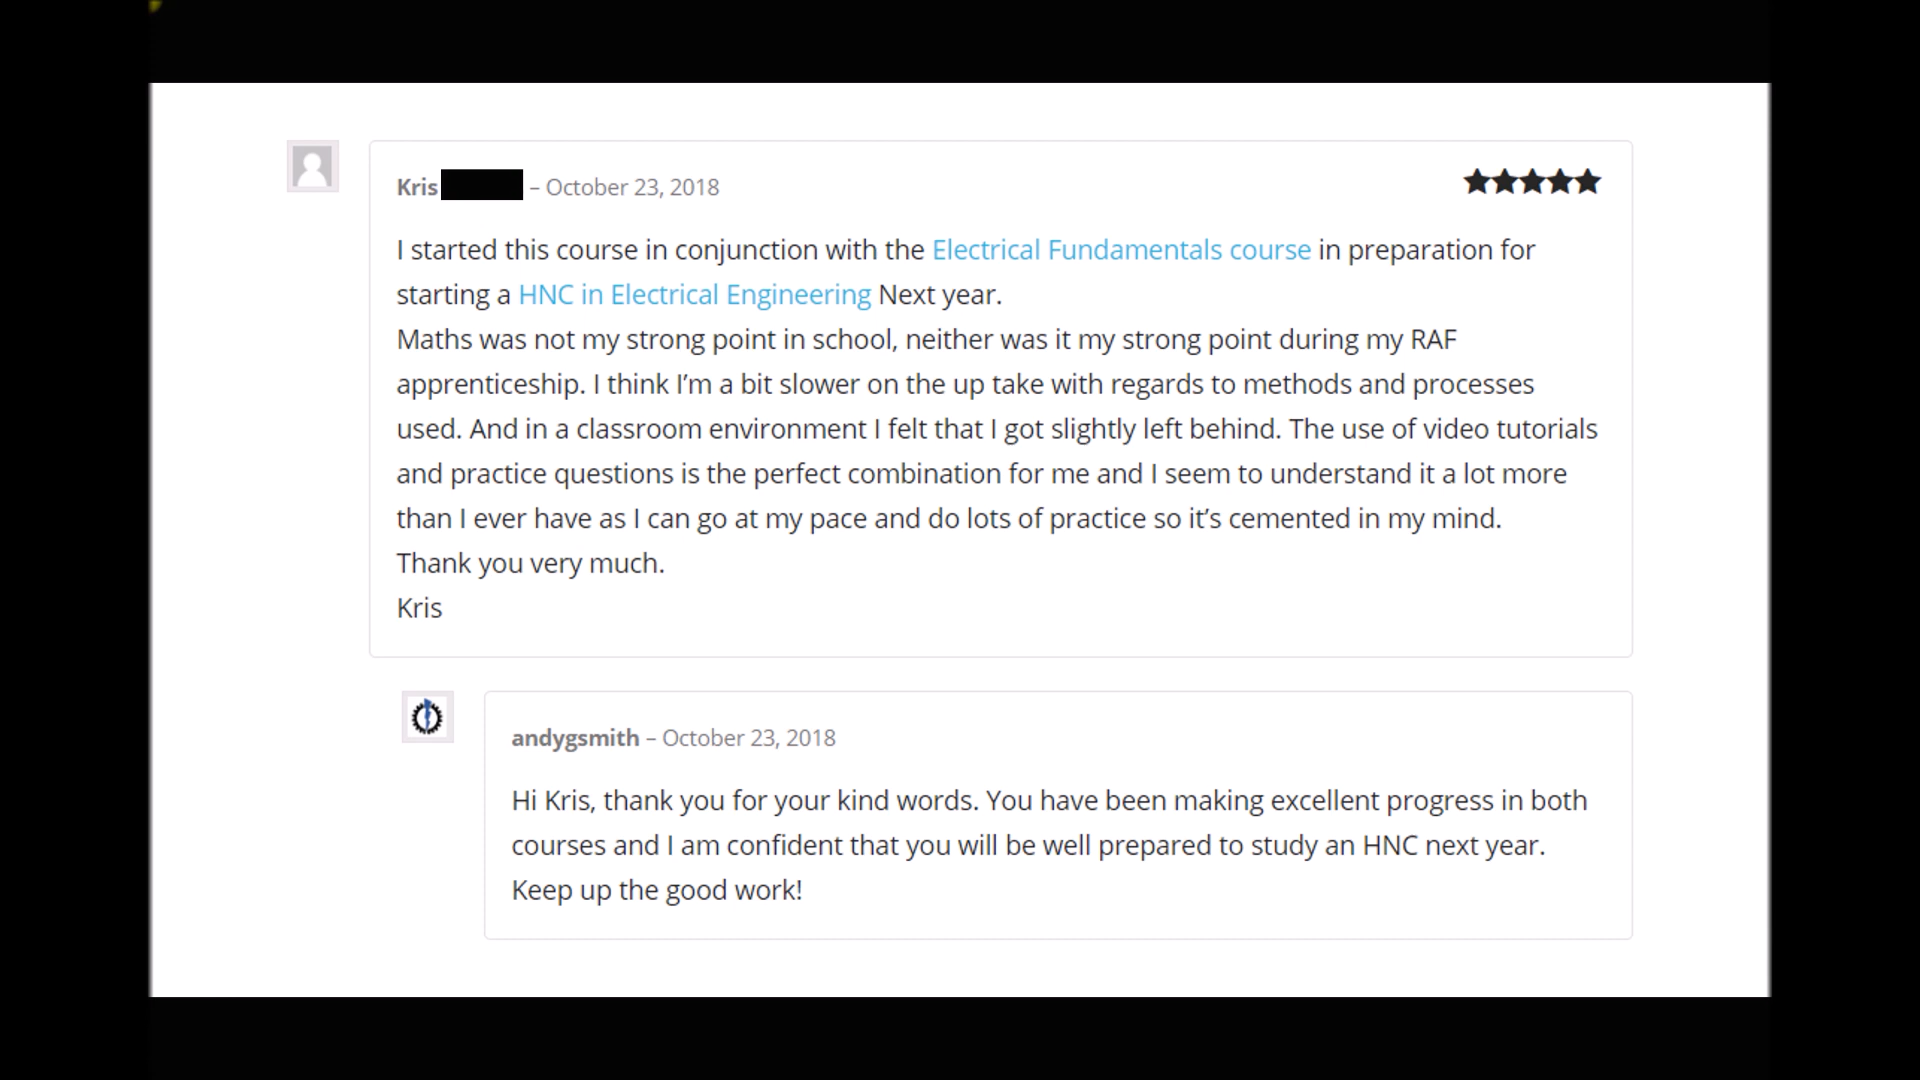 Kris – October 23, 2018
I started this course in conjunction with the Electrical Fundamentals course in preparation for
starting a HNC in Electrical Engineering Next year.
Maths was not my strong point in school, neither was it my strong point during my RAF
apprenticeship. I think I’m a bit slower on the up take with regards to methods and processes
used. And in a classroom environment I felt that I got slightly left behind. The use of video tutorials
and practice questions is the perfect combination for me and I seem to understand it a lot more
than I ever have as I can go at my pace and do lots of practice so it’s cemented in my mind.
Thank you very much.
Kris
andygsmith – October 23, 2018
Hi Kris, thank you for your kind words. You have been making excellent progress in both
courses and I am confident that you will be well prepared to study an HNC next year.
Keep up the good work!